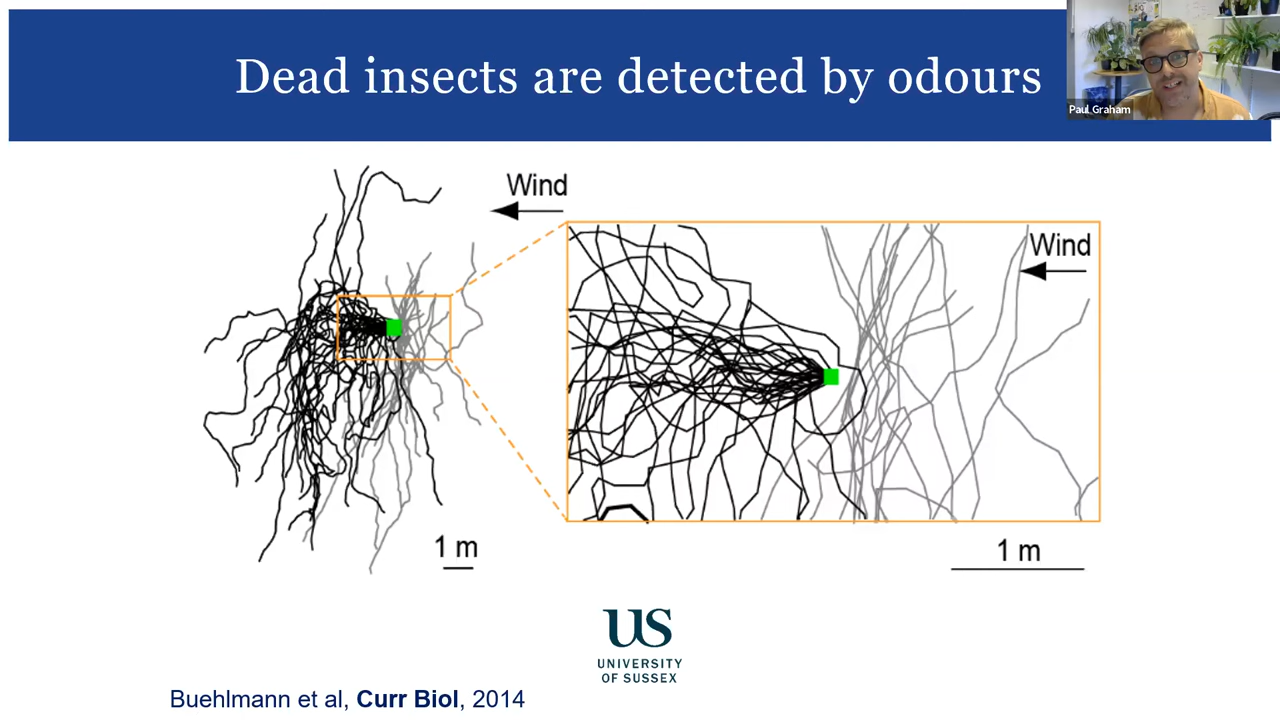 Dead insects are detected by odours
Paul Graham
Wind
Wind
1 m
1 m
US
UNIVERSITY
OF SUSSEX
Buehlmann et al, Curr Biol, 2014